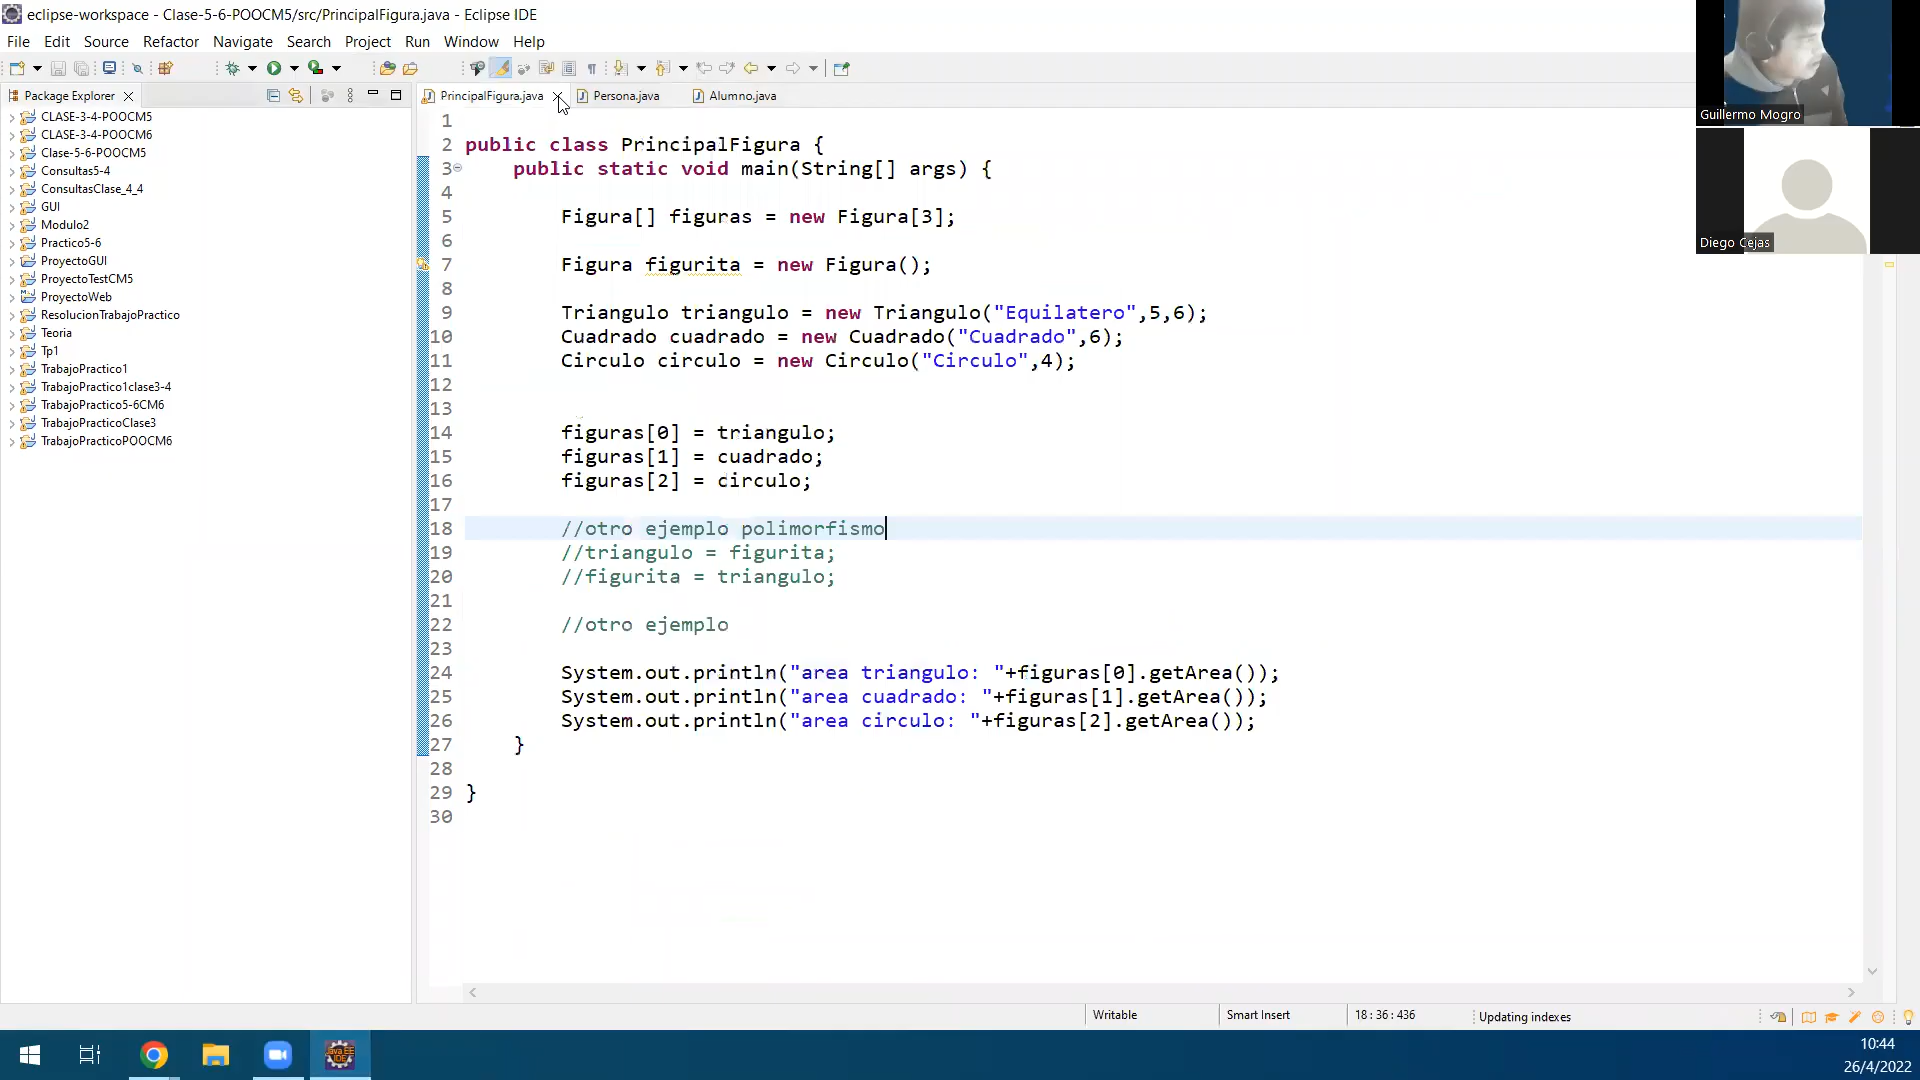 eclipse-workspace - Clase-5-6-POOCM5/src/PrincipalFigura.java - Eclipse IDE
File Edit Source Refactor Navigate Search Project Run Window Help
Package Explorer
PrincipalFigura.java Persona.java Alumno.java
CLASE-3-4-POOCM5
CLASE-3-4-POOCM6
Clase-5-6-POOCM5
Consultas5-4
ConsultasClase_4_4
GUI
Modulo2
Practico5-6
ProyectoGUI
ProyectoTestCM5
ProyectoWeb
ResolucionTrabajoPractico
Teoria
Tp1
TrabajoPractico1
TrabajoPractico1clase3-4
TrabajoPractico5-6CM6
TrabajoPracticoClase3
TrabajoPracticoPOOCM6
1
2 public class PrincipalFigura {
3 public static void main(String[] args) {
4
5 Figura[] figuras = new Figura[3];
6
7 Figura figurita = new Figura();
8
9 Triangulo triangulo = new Triangulo("Equilatero",5,6);
10 Cuadrado cuadrado = new Cuadrado("Cuadrado",6);
11 Circulo circulo = new Circulo("Circulo",4);
12
13
14 figuras[0] = triangulo;
15 figuras[1] = cuadrado;
16 figuras[2] = circulo;
17
18 //otro ejemplo polimorfismo
19 //triangulo = figurita;
20 //figurita = triangulo;
21
22 //otro ejemplo
23
24 System.out.println("area triangulo: "+figuras[0].getArea());
25 System.out.println("area cuadrado: "+figuras[1].getArea());
26 System.out.println("area circulo: "+figuras[2].getArea());
27 }
28
29 }
30
Guillermo Mogro
Diego Cejas
Writable Smart Insert 18 : 36 : 436 Updating indexes
Java EE
IDE
10:44
26/4/2022